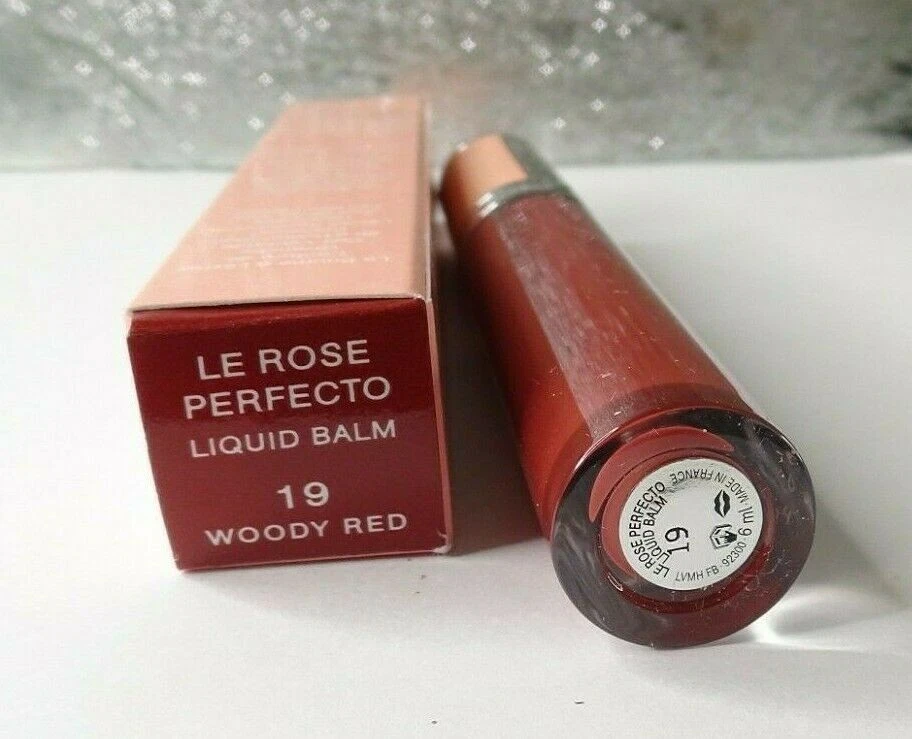 LE ROSE
PERFECTO
LIQUID BALM
19
WOODY RED
LE ROSE PERFECTO
LIQUID BALM
19
LVMH FB 92300 · 6 ml · MADE IN FRANCE